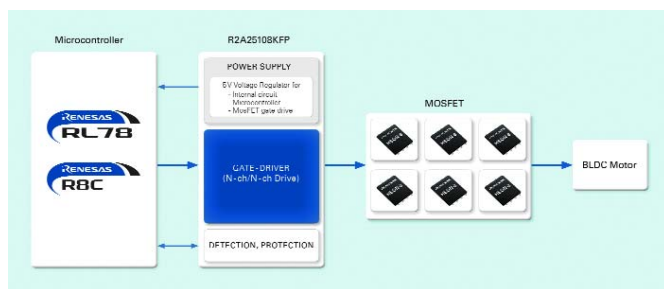 Microcontroller
R2A25108KFP
MOSFET
RENESAS
RL78
RENESAS
R8C
POWER SUPPLY
5V Voltage Regulator for
- Internal circuit
Microcontroller
- MosFET gate drive
GATE-DRIVER
(N-ch/N-ch Drive)
DETECTION, PROTECTION
BLDC Motor